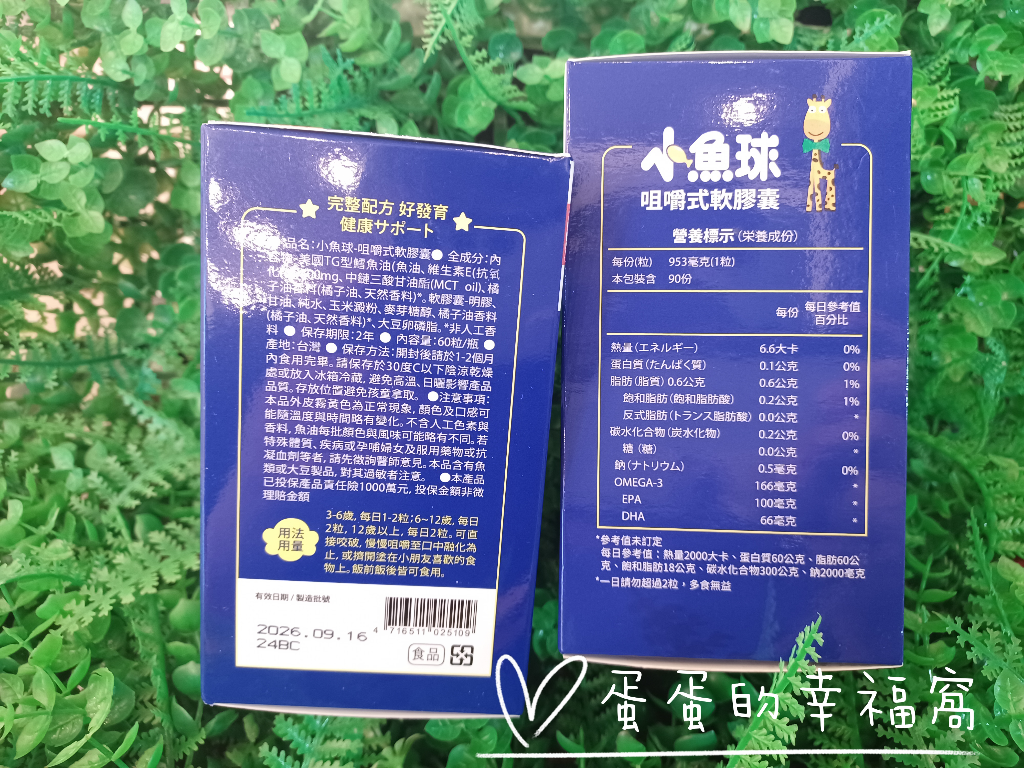 完整配方 好發育
健康サポート
品名:小魚球-咀嚼式軟膠囊● 全成分:內
美國TG型鱈魚油(魚油、維生素E(抗氧
化 mg、中鏈三酸甘油酯(MCT oil)、橘
子油香料(橘子油、天然香料)*。軟膠囊-明膠、
甘油、純水、玉米澱粉、麥芽糖醇、橘子油香料
(橘子油、天然香料)*、大豆卵磷脂。*非人工香
料 ● 保存期限:2年 ● 內容量:60粒/瓶 ●
產地:台灣 ● 保存方法:開封後請於1-2個月
內食用完畢。請保存於30度C以下陰涼乾燥
處或放入冰箱冷藏, 避免高溫、日曬影響產品
品質。存放位置避免孩童拿取。 ●注意事項:
本品外皮霧黃色為正常現象, 顏色及口感可
能隨溫度與時間略有變化。不含人工色素與
香料, 魚油每批顏色與風味可能略有不同。若
特殊體質、疾病或孕哺婦女及服用藥物或抗
凝血劑等者, 請先徵詢醫師意見。本品含有魚
類或大豆製品, 對其過敏者注意。 ●本產品
已投保產品責任險1000萬元, 投保金額非微
理賠金額
用法
用量
3-6歲, 每日1-2粒;6~12歲, 每日
2粒, 12歲以上, 每日2粒。可直
接咬破, 慢慢咀嚼至口中融化為
止, 或擠開塗在小朋友喜歡的食
物上。飯前飯後皆可食用。
有效日期 / 製造批號
2026.09.16
24BC
4 716511 025109
食品
小魚球
咀嚼式軟膠囊
營養標示(栄養成份)
每份(粒) 953毫克(1粒)
本包裝含 90份
每份 每日參考值
百分比
熱量(エネルギー) 6.6大卡 0%
蛋白質(たんぱく質) 0.1公克 0%
脂肪(脂質) 0.6公克 0.6公克 1%
飽和脂肪(飽和脂肪酸) 0.2公克 1%
反式脂肪(トランス脂肪酸) 0.0公克 *
碳水化合物(炭水化物) 0.2公克 0%
糖(糖) 0.0公克 *
鈉(ナトリウム) 0.5毫克 0%
OMEGA-3 166毫克 *
EPA 100毫克 *
DHA 66毫克 *
*參考值未訂定
每日參考值:熱量2000大卡、蛋白質60公克、脂肪60公
克、飽和脂肪18公克、碳水化合物300公克、鈉2000毫克
*一日請勿超過2粒，多食無益
蛋蛋的幸福窩